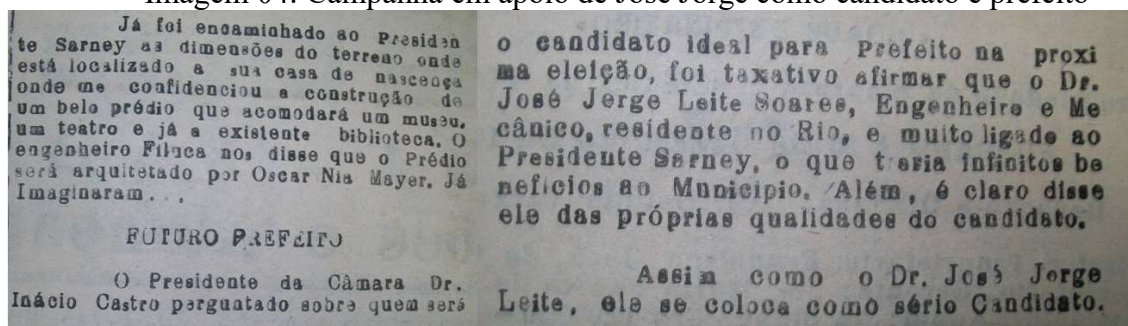 Imagem 04: Campanha em apoio de José Jorge como candidato e prefeito
Já foi encaminhado ao Presiden
te Sarney as dimensões do terreno onde
está localizado a sua casa de nascença
onde me confidenciou a construção de
um belo prédio que acomodará um museu,
um teatro e já a existente biblioteca. O
engenheiro Filuca nos disse que o Prédio
será arquitetado por Oscar Nia Mayer. Já
Imaginaram...
FUTURO PREFEITO
O Presidente da Câmara Dr.
Inácio Castro perguatado sobre quem será
o candidato ideal para Prefeito na proxi
ma eleição, foi taxativo afirmar que o Dr.
José Jorge Leite Soares, Engenheiro e Me
cânico, residente no Rio, e muito ligado ao
Presidente Sarney, o que traria infinitos be
nefícios ao Municipio. Além, é claro disse
ele das próprias qualidades do candidato.
Assim como o Dr. José Jorge
Leite, ele se coloca como sério Candidato.